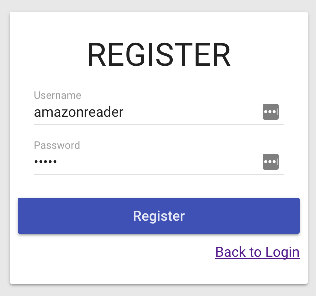 REGISTER
Username
amazonreader
Password
•••••
Register
Back to Login